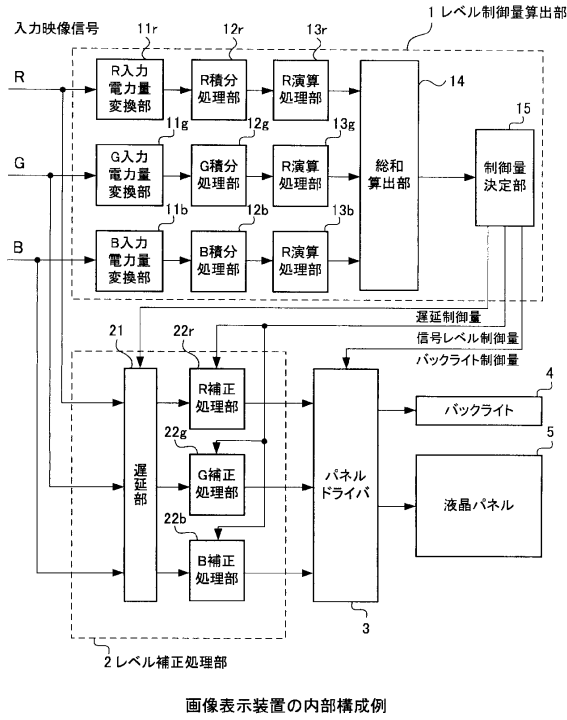 1 レベル制御量算出部
入力映像信号
11r
12r
13r
14
15
R
R入力
電力量
変換部
R積分
処理部
R演算
処理部
11g
12g
13g
G
G入力
電力量
変換部
G積分
処理部
R演算
処理部
総和
算出部
制御量
決定部
11b
12b
13b
B
B入力
電力量
変換部
B積分
処理部
R演算
処理部
遅延制御量
信号レベル制御量
バックライト制御量
21
22r
4
R補正
処理部
バックライト
22g
5
遅延部
G補正
処理部
パネル
ドライバ
液晶パネル
22b
B補正
処理部
3
2 レベル補正処理部
画像表示装置の内部構成例